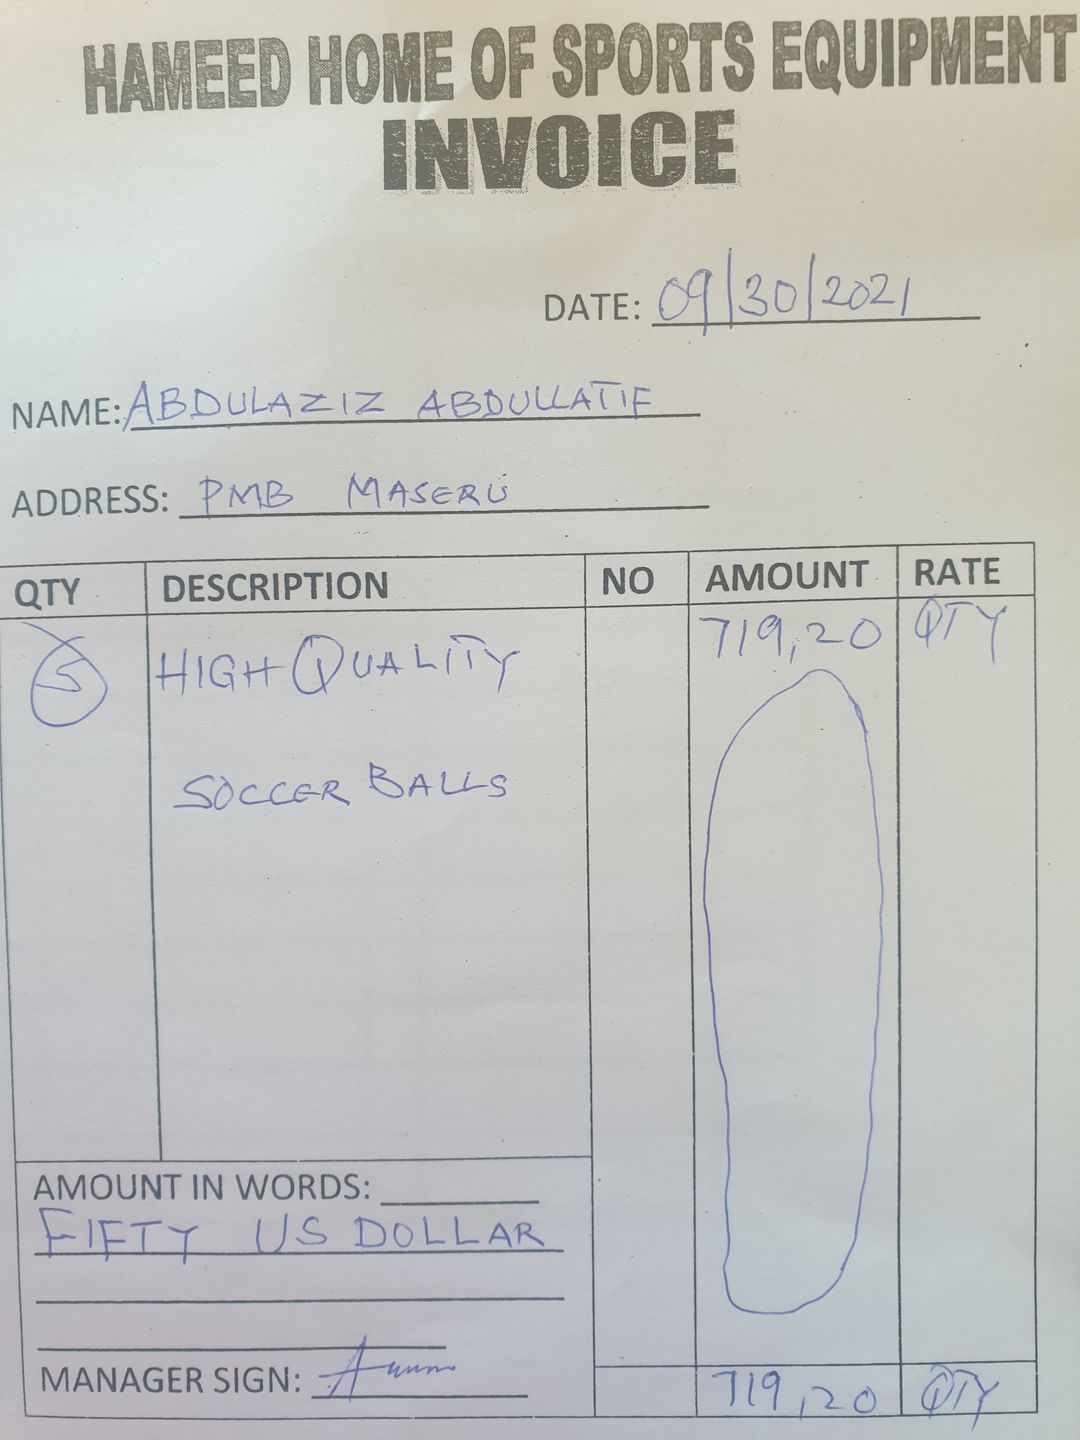 HAMEED HOME OF SPORTS EQUIPMENT
INVOICE
DATE: 09/30/2021
NAME: ABDULAZIZ ABDULLATIF
ADDRESS: PMB MASERU
QTY DESCRIPTION NO AMOUNT RATE
5 HIGH QUALITY 719,20 QTY
SOCCER BALLS
AMOUNT IN WORDS:
FIFTY US DOLLAR
MANAGER SIGN:
719,20 QTY